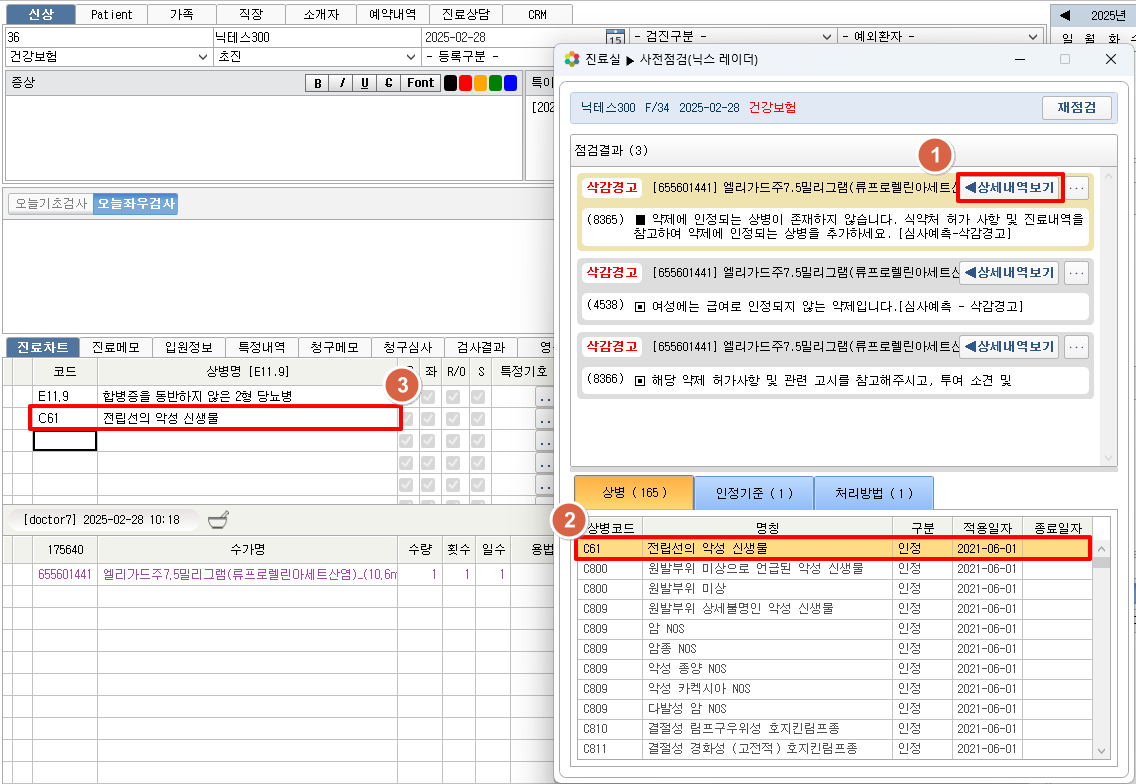 신상 Patient 가족 직장 소개자 예약내역 진료상담 CRM
◀ 2025년
36 닉테스300 2025-02-28 15 - 검진구분 - - 예외환자 -
일 월 화
건강보험 초진 - 등록구분 -
증상 B I U C Font
[202
진료실 ▶ 사전점검(닉스 레이더)
닉테스300 F/34 2025-02-28 건강보험 재점검
점검결과 (3)
1
삭감경고 [655601441] 엘리가드주7.5밀리그램(류프로렐린아세트 ◀상세내역보기 ...
(8365) ■ 약제에 인정되는 상병이 존재하지 않습니다. 식약처 허가 사항 및 진료내역을
참고하여 약제에 인정되는 상병을 추가하세요. [심사예측-삭감경고]
삭감경고 [655601441] 엘리가드주7.5밀리그램(류프로렐린아세트 ◀상세내역보기 ...
(4538) ▣ 여성에는 급여로 인정되지 않는 약제입니다.[심사예측 - 삭감경고]
삭감경고 [655601441] 엘리가드주7.5밀리그램(류프로렐린아세트 ◀상세내역보기 ...
(8366) ▣ 해당 약제 허가사항 및 관련 고시를 참고해주시고, 투여 소견 및
오늘기초검사 오늘좌우검사
진료차트 진료메모 입원정보 특정내역 청구메모 청구심사 검사결과 영
코드 상병명 [E11.9] 좌 R/O S 특정기호
3
E11.9 합병증을 동반하지 않은 2형 당뇨병 ..
C61 전립선의 악성 신생물 ..
..
..
..
[doctor7] 2025-02-28 10:18
175640 수가명 수량 횟수 일수 용법
655601441 엘리가드주7.5밀리그램(류프로렐린아세트산염)_(10.6m 1 1 1
상병 ( 165 ) 인정기준 ( 1 ) 처리방법 ( 1 )
2
상병코드 명칭 구분 적용일자 종료일자
C61 전립선의 악성 신생물 인정 2021-06-01
C800 원발부위 미상으로 언급된 악성 신생물 인정 2021-06-01
C800 원발부위 미상 인정 2021-06-01
C809 원발부위 상세불명인 악성 신생물 인정 2021-06-01
C809 암 NOS 인정 2021-06-01
C809 암종 NOS 인정 2021-06-01
C809 악성 종양 NOS 인정 2021-06-01
C809 악성 카켁시아 NOS 인정 2021-06-01
C809 다발성 암 NOS 인정 2021-06-01
C810 결절성 림프구우위성 호지킨림프종 인정 2021-06-01
C811 결절성 경화성 (고전적) 호지킨림프종 인정 2021-06-01